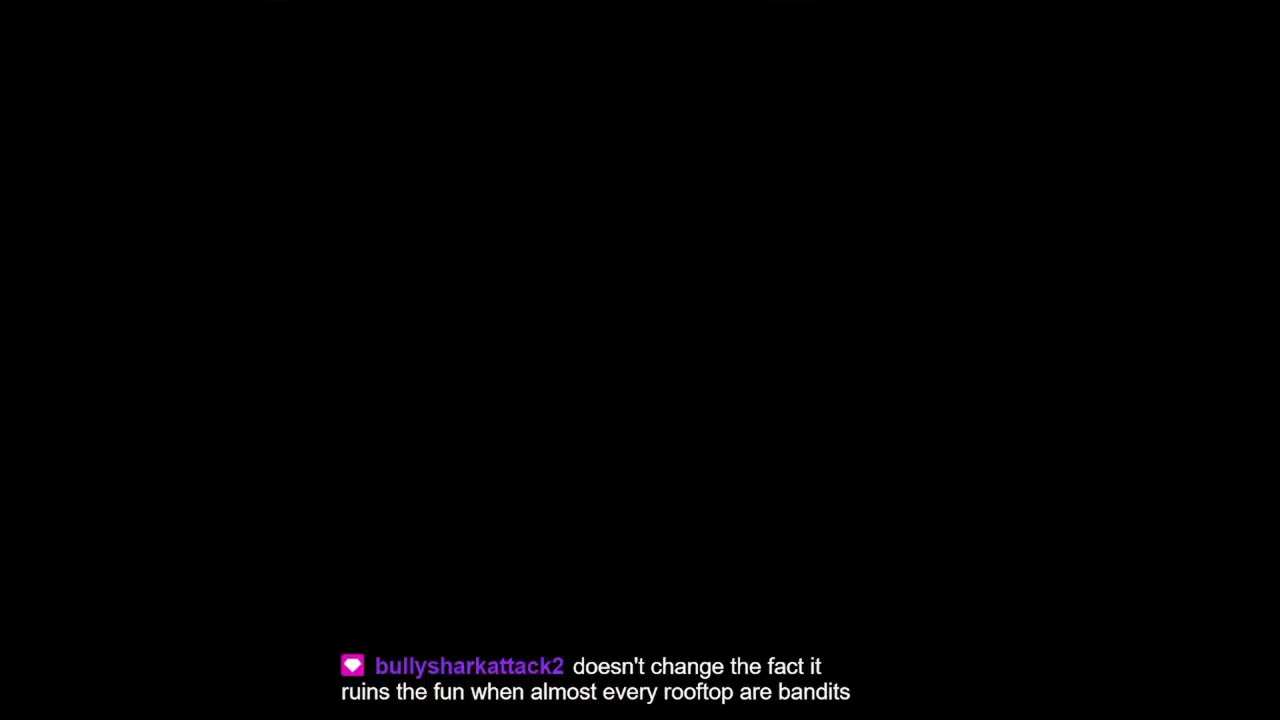 bullysharkattack2 doesn't change the fact it
ruins the fun when almost every rooftop are bandits